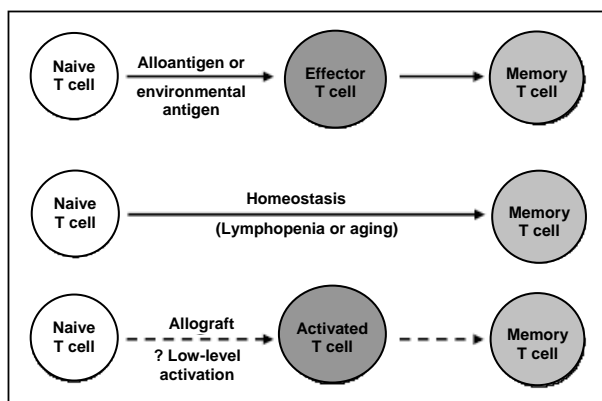 Naive
T cell
Alloantigen or
environmental
antigen
Effector
T cell
Memory
T cell
Naive
T cell
Homeostasis
(Lymphopenia or aging)
Memory
T cell
Naive
T cell
Allograft
? Low-level
activation
Activated
T cell
Memory
T cell